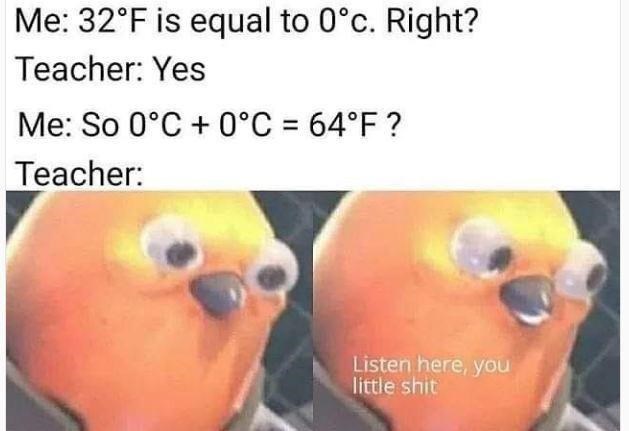 Me: 32°F is equal to 0°c. Right?
Teacher: Yes
Me: So 0°C + 0°C = 64°F ?
Teacher:
Listen here, you
little shit